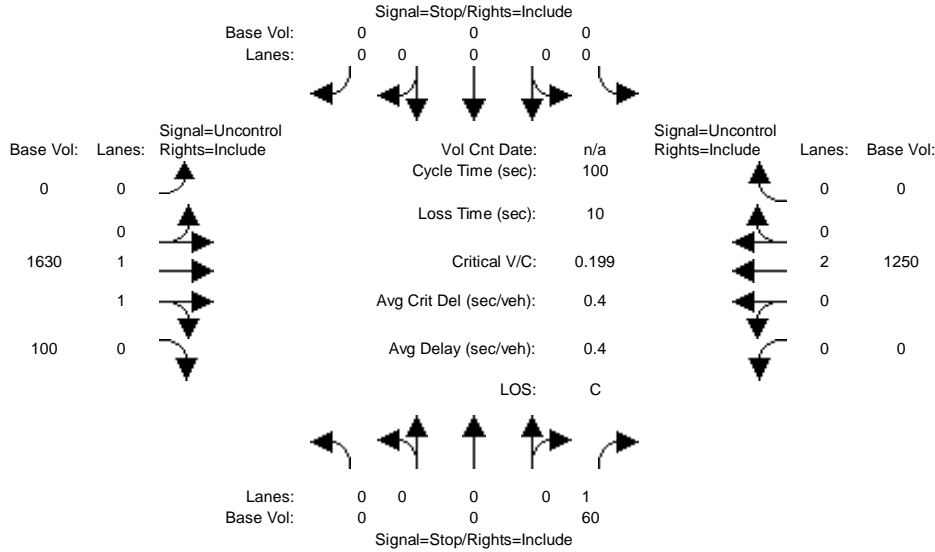 Signal=Stop/Rights=Include
Base Vol: 0 0 0
Lanes: 0 0 0 0 0
Signal=Uncontrol Signal=Uncontrol
Base Vol: Lanes: Rights=Include Vol Cnt Date: n/a Rights=Include Lanes: Base Vol:
Cycle Time (sec): 100
0 0 0 0
Loss Time (sec): 10
0 0
1630 1 Critical V/C: 0.199 2 1250
1 Avg Crit Del (sec/veh): 0.4 0
100 0 Avg Delay (sec/veh): 0.4 0 0
LOS: C
Lanes: 0 0 0 0 1
Base Vol: 0 0 60
Signal=Stop/Rights=Include